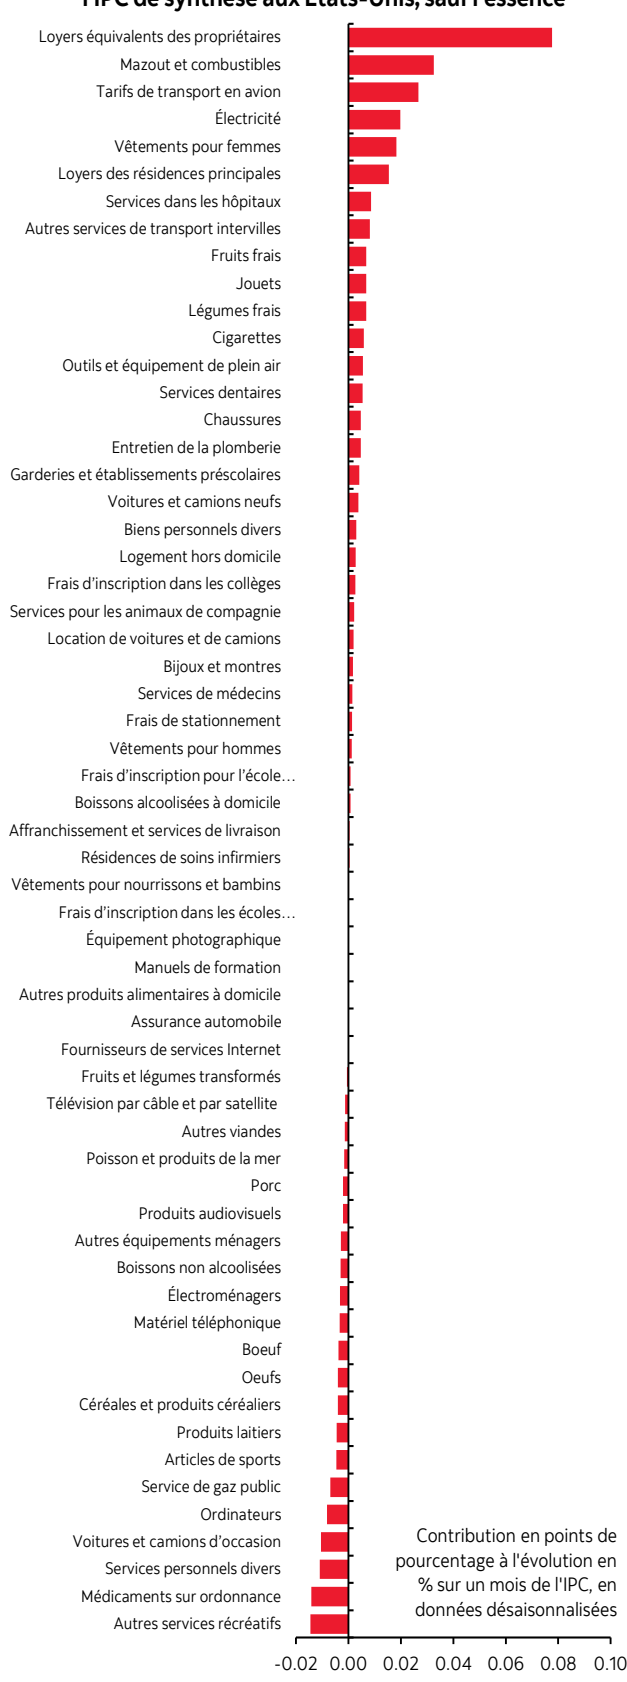 l'IPC de synthèse aux États-Unis, sauf l'essence
Loyers équivalents des propriétaires
Mazout et combustibles
Tarifs de transport en avion
Électricité
Vêtements pour femmes
Loyers des résidences principales
Services dans les hôpitaux
Autres services de transport intervilles
Fruits frais
Jouets
Légumes frais
Cigarettes
Outils et équipement de plein air
Services dentaires
Chaussures
Entretien de la plomberie
Garderies et établissements préscolaires
Voitures et camions neufs
Biens personnels divers
Logement hors domicile
Frais d'inscription dans les collèges
Services pour les animaux de compagnie
Location de voitures et de camions
Bijoux et montres
Services de médecins
Frais de stationnement
Vêtements pour hommes
Frais d'inscription pour l'école…
Boissons alcoolisées à domicile
Affranchissement et services de livraison
Résidences de soins infirmiers
Vêtements pour nourrissons et bambins
Frais d'inscription dans les écoles…
Équipement photographique
Manuels de formation
Autres produits alimentaires à domicile
Assurance automobile
Fournisseurs de services Internet
Fruits et légumes transformés
Télévision par câble et par satellite
Autres viandes
Poisson et produits de la mer
Porc
Produits audiovisuels
Autres équipements ménagers
Boissons non alcoolisées
Électroménagers
Matériel téléphonique
Boeuf
Oeufs
Céréales et produits céréaliers
Produits laitiers
Articles de sports
Service de gaz public
Ordinateurs
Voitures et camions d'occasion
Services personnels divers
Médicaments sur ordonnance
Autres services récréatifs
Contribution en points de
pourcentage à l'évolution en
% sur un mois de l'IPC, en
données désaisonnalisées
-0.02 0.00 0.02 0.04 0.06 0.08 0.10